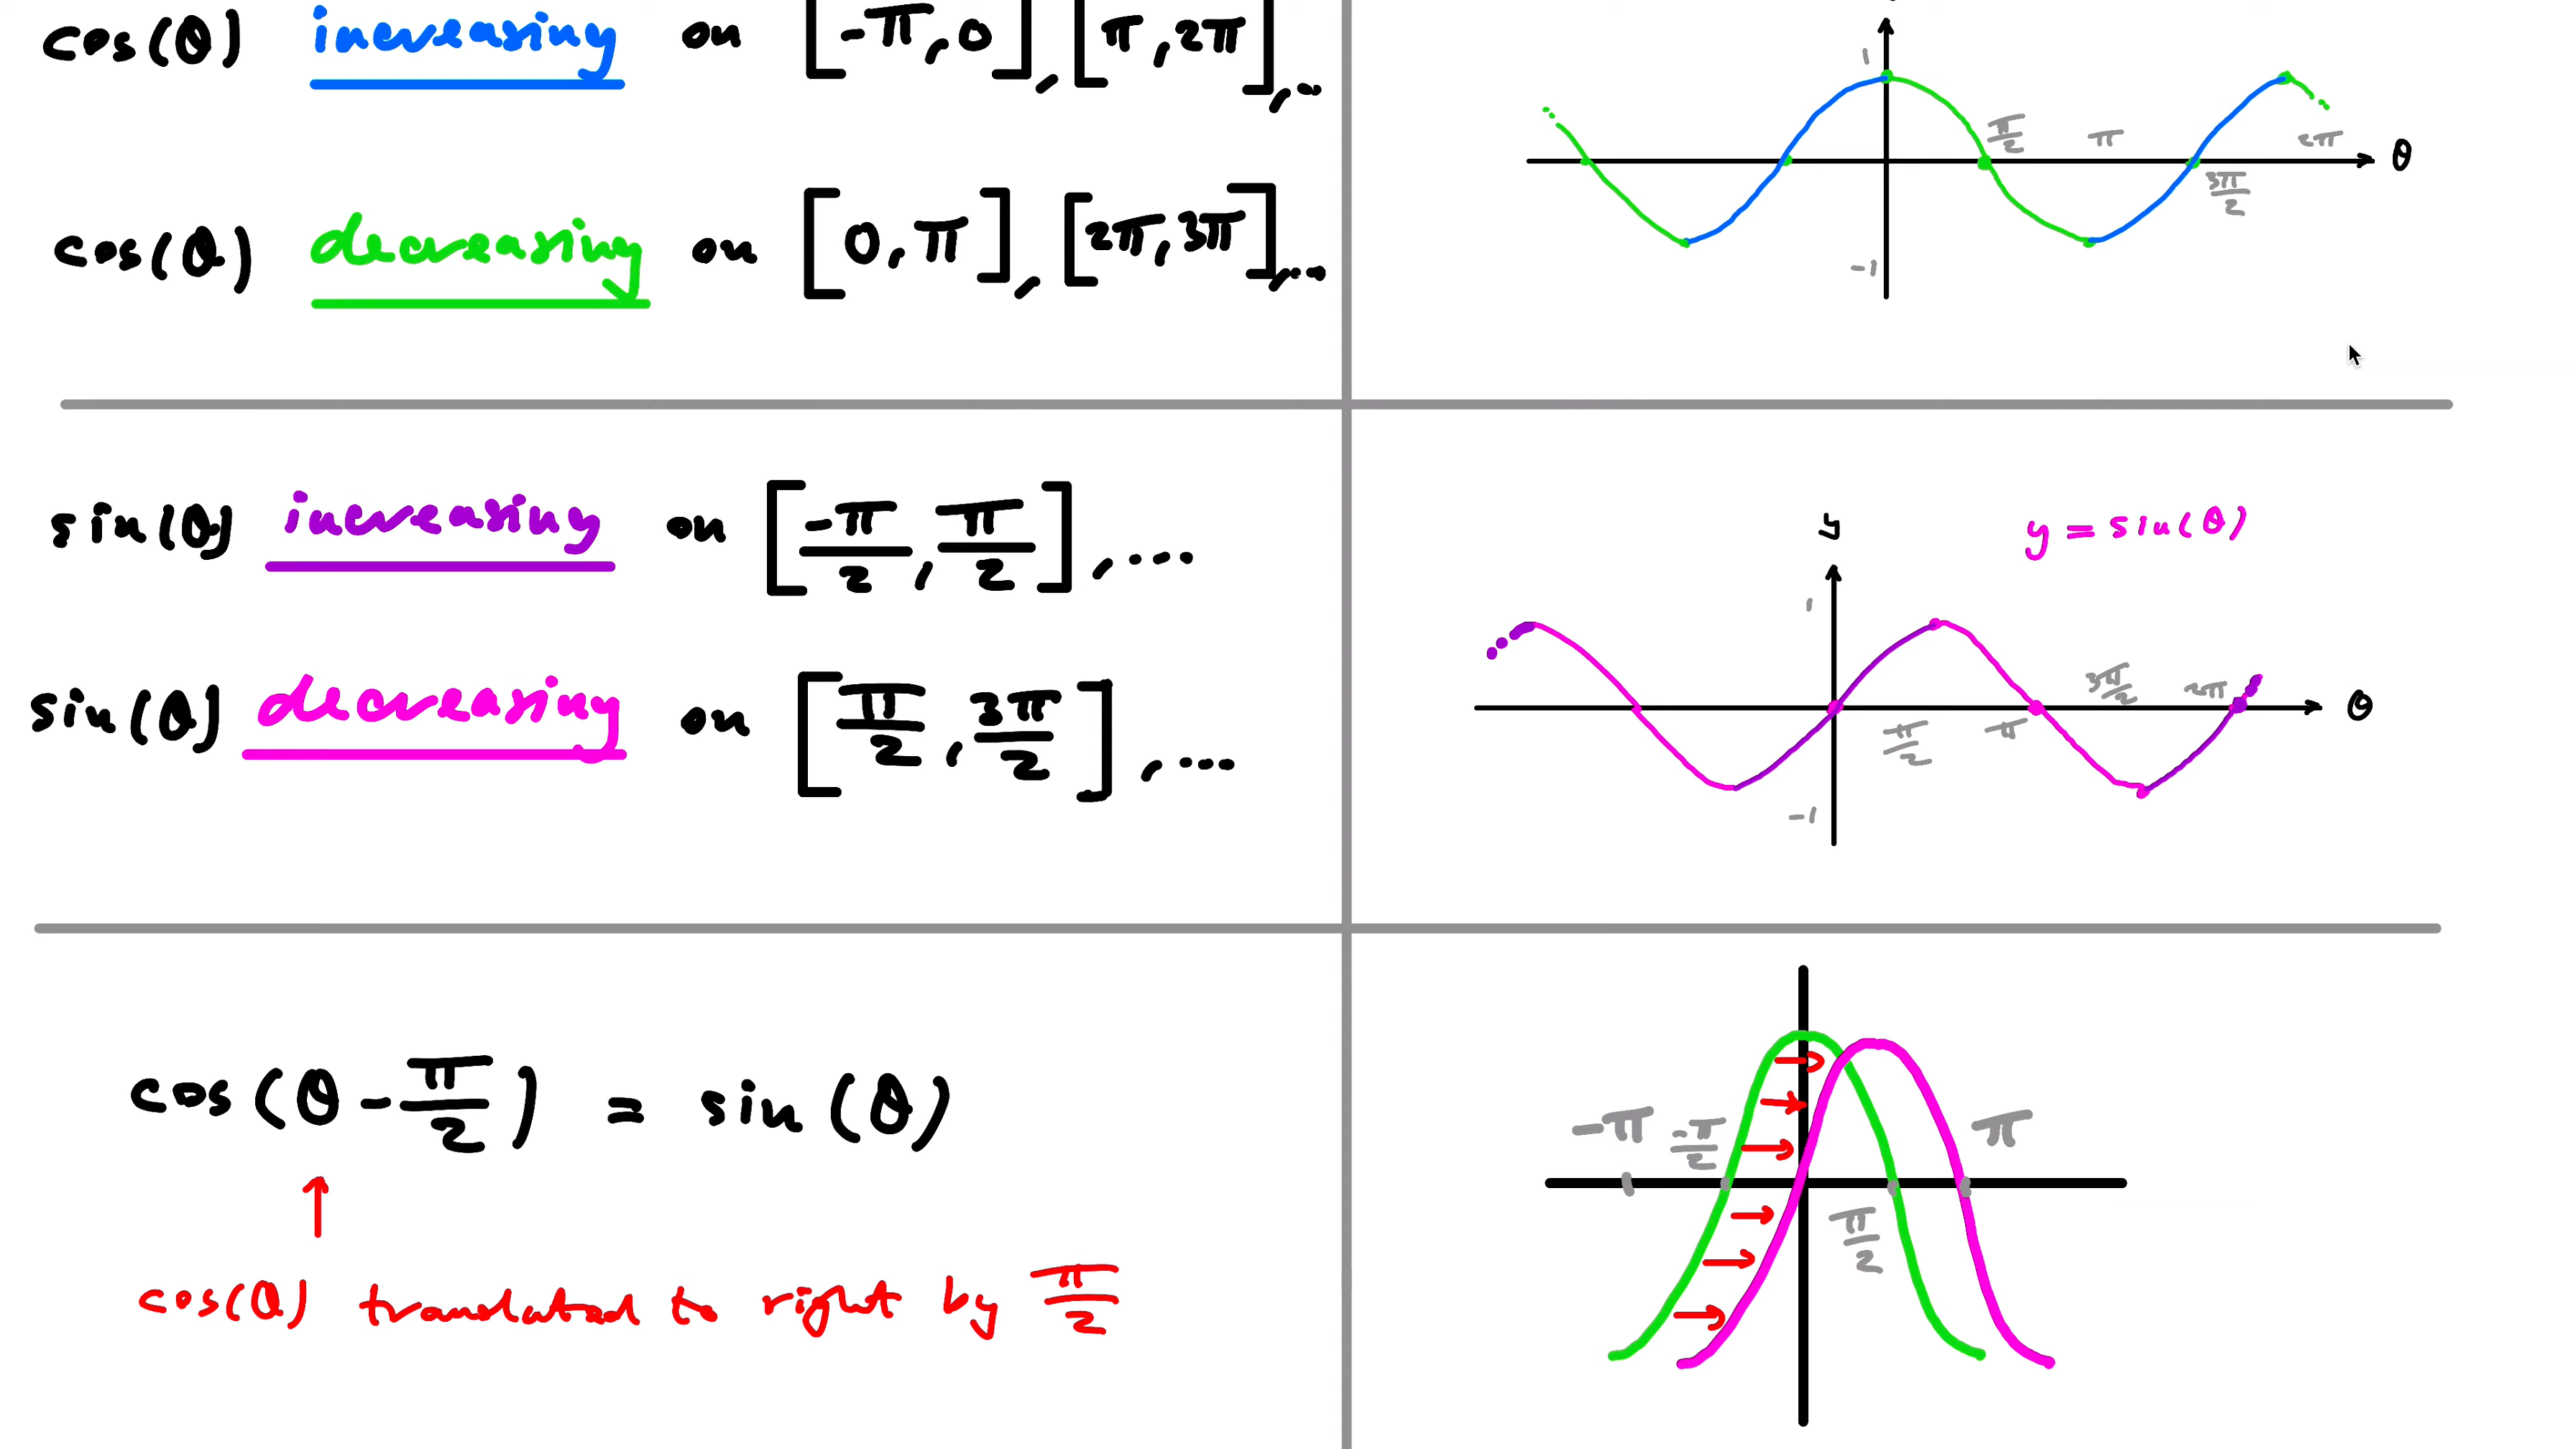 cos(θ) increasing on [-π, 0], [π, 2π], ...
1
π/2
π
2π
θ
3π/2
-1
cos(θ) decreasing on [0, π], [2π, 3π], ...
sin(θ) increasing on [-π/2, π/2], ....
y
y = sin(θ)
1
3π/2
2π
θ
π/2
π
-1
sin(θ) decreasing on [π/2, 3π/2], ....
cos(θ - π/2) = sin(θ)
-π
-π/2
π
π/2
↑
cos(θ) translated to right by π/2